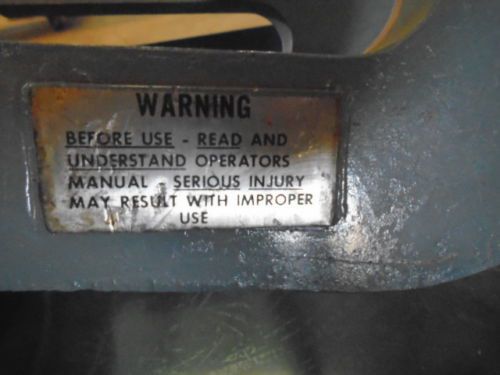 WARNING
BEFORE USE - READ AND
UNDERSTAND OPERATORS
MANUAL - SERIOUS INJURY
MAY RESULT WITH IMPROPER
USE